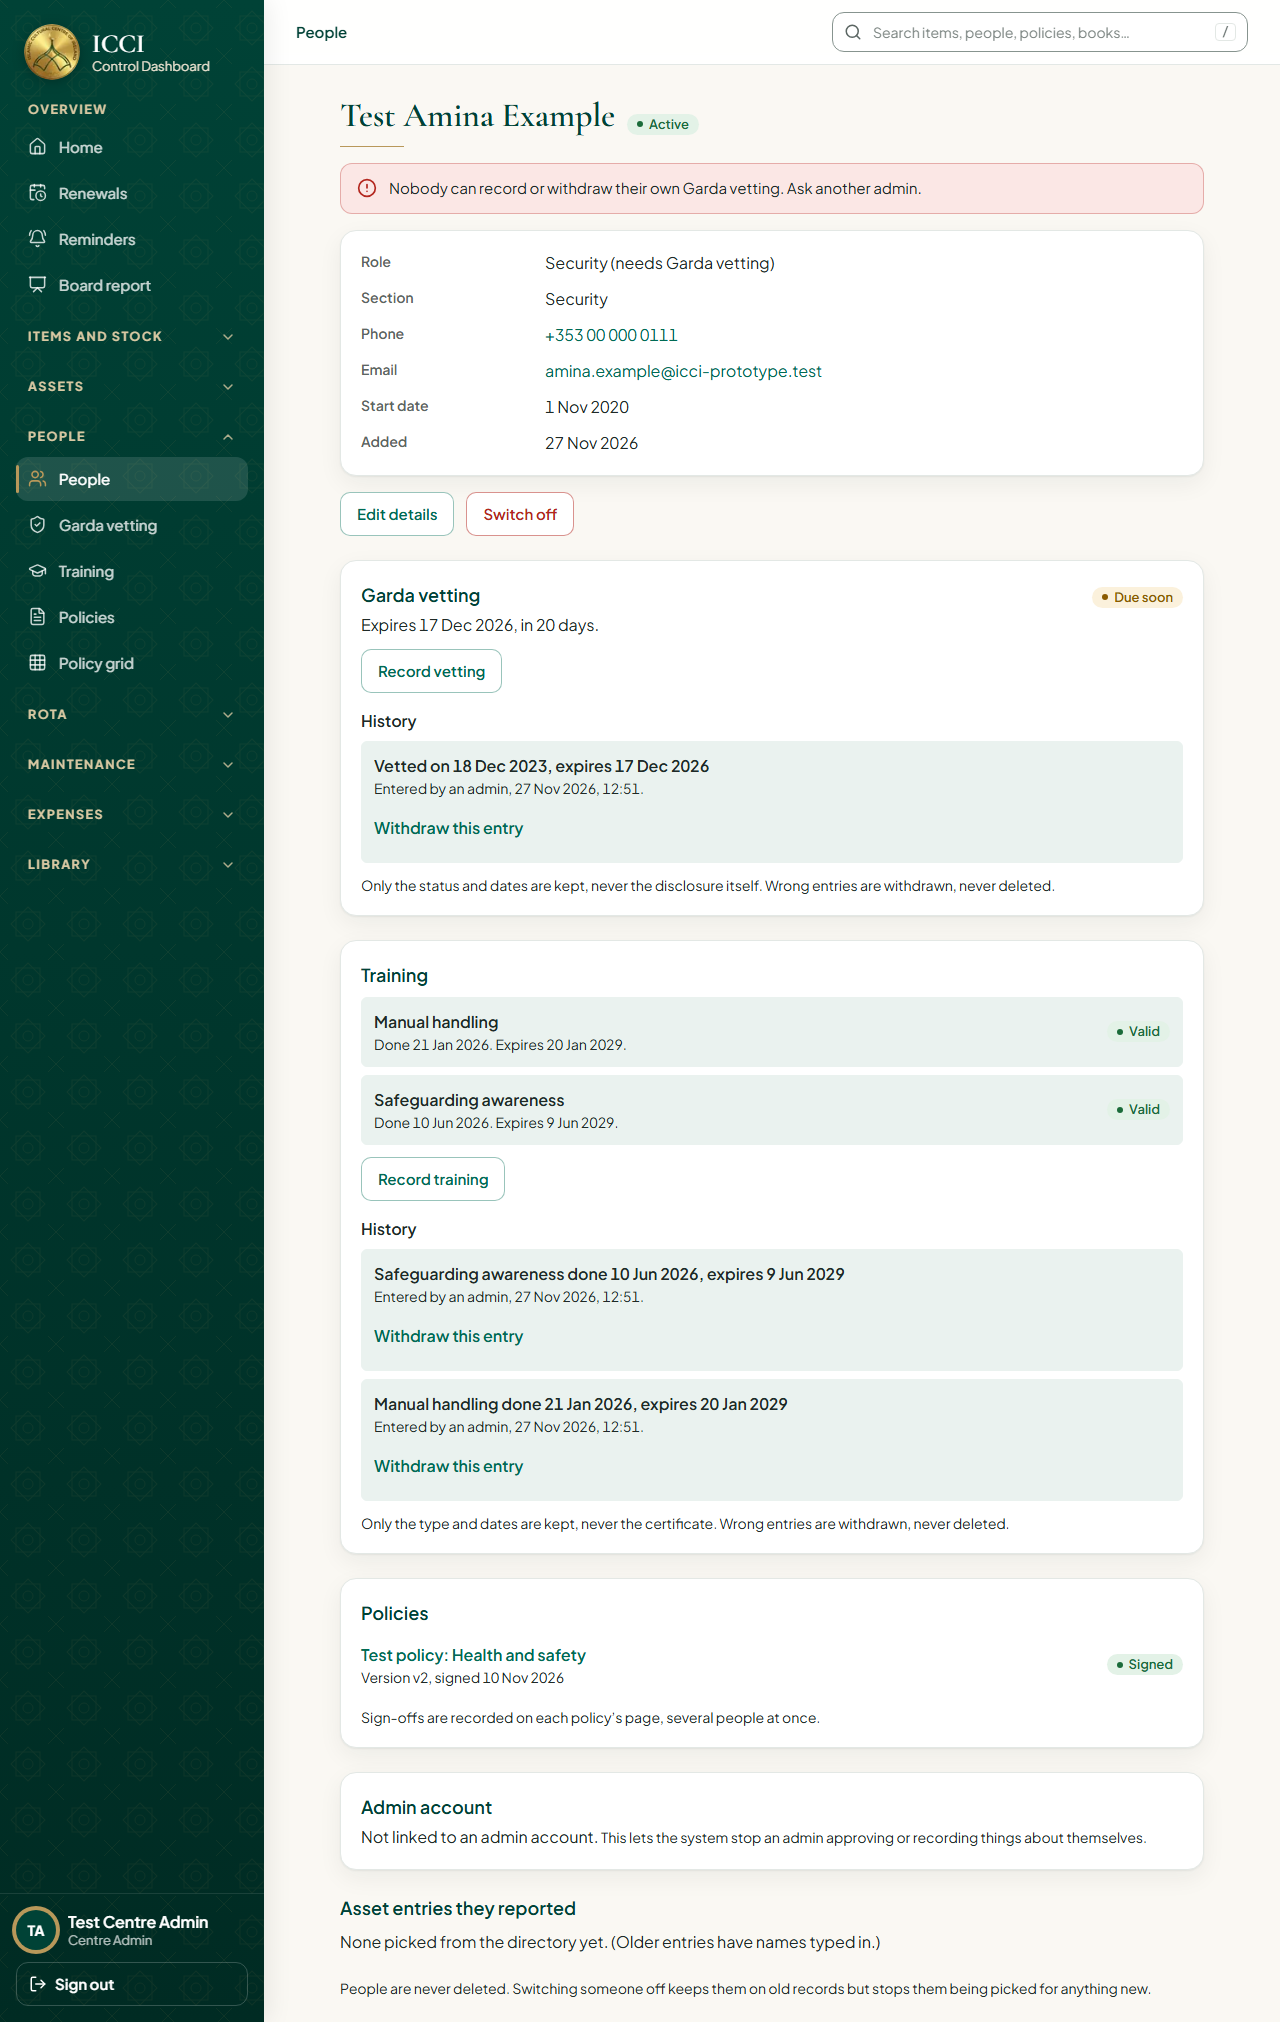 ICCI
Control Dashboard
OVERVIEW
Home
Renewals
Reminders
Board report
ITEMS AND STOCK
ASSETS
PEOPLE
People
Garda vetting
Training
Policies
Policy grid
ROTA
MAINTENANCE
EXPENSES
LIBRARY
TA
Test Centre Admin
Centre Admin
Sign out
People
Search items, people, policies, books…
/
Test Amina Example
Active
Nobody can record or withdraw their own Garda vetting. Ask another admin.
Role
Security (needs Garda vetting)
Section
Security
Phone
+353 00 000 0111
Email
amina.example@icci-prototype.test
Start date
1 Nov 2020
Added
27 Nov 2026
Edit details
Switch off
Garda vetting
Due soon
Expires 17 Dec 2026, in 20 days.
Record vetting
History
Vetted on 18 Dec 2023, expires 17 Dec 2026
Entered by an admin, 27 Nov 2026, 12:51.
Withdraw this entry
Only the status and dates are kept, never the disclosure itself. Wrong entries are withdrawn, never deleted.
Training
Manual handling
Done 21 Jan 2026. Expires 20 Jan 2029.
Valid
Safeguarding awareness
Done 10 Jun 2026. Expires 9 Jun 2029.
Valid
Record training
History
Safeguarding awareness done 10 Jun 2026, expires 9 Jun 2029
Entered by an admin, 27 Nov 2026, 12:51.
Withdraw this entry
Manual handling done 21 Jan 2026, expires 20 Jan 2029
Entered by an admin, 27 Nov 2026, 12:51.
Withdraw this entry
Only the type and dates are kept, never the certificate. Wrong entries are withdrawn, never deleted.
Policies
Test policy: Health and safety
Version v2, signed 10 Nov 2026
Signed
Sign-offs are recorded on each policy's page, several people at once.
Admin account
Not linked to an admin account. This lets the system stop an admin approving or recording things about themselves.
Asset entries they reported
None picked from the directory yet. (Older entries have names typed in.)
People are never deleted. Switching someone off keeps them on old records but stops them being picked for anything new.